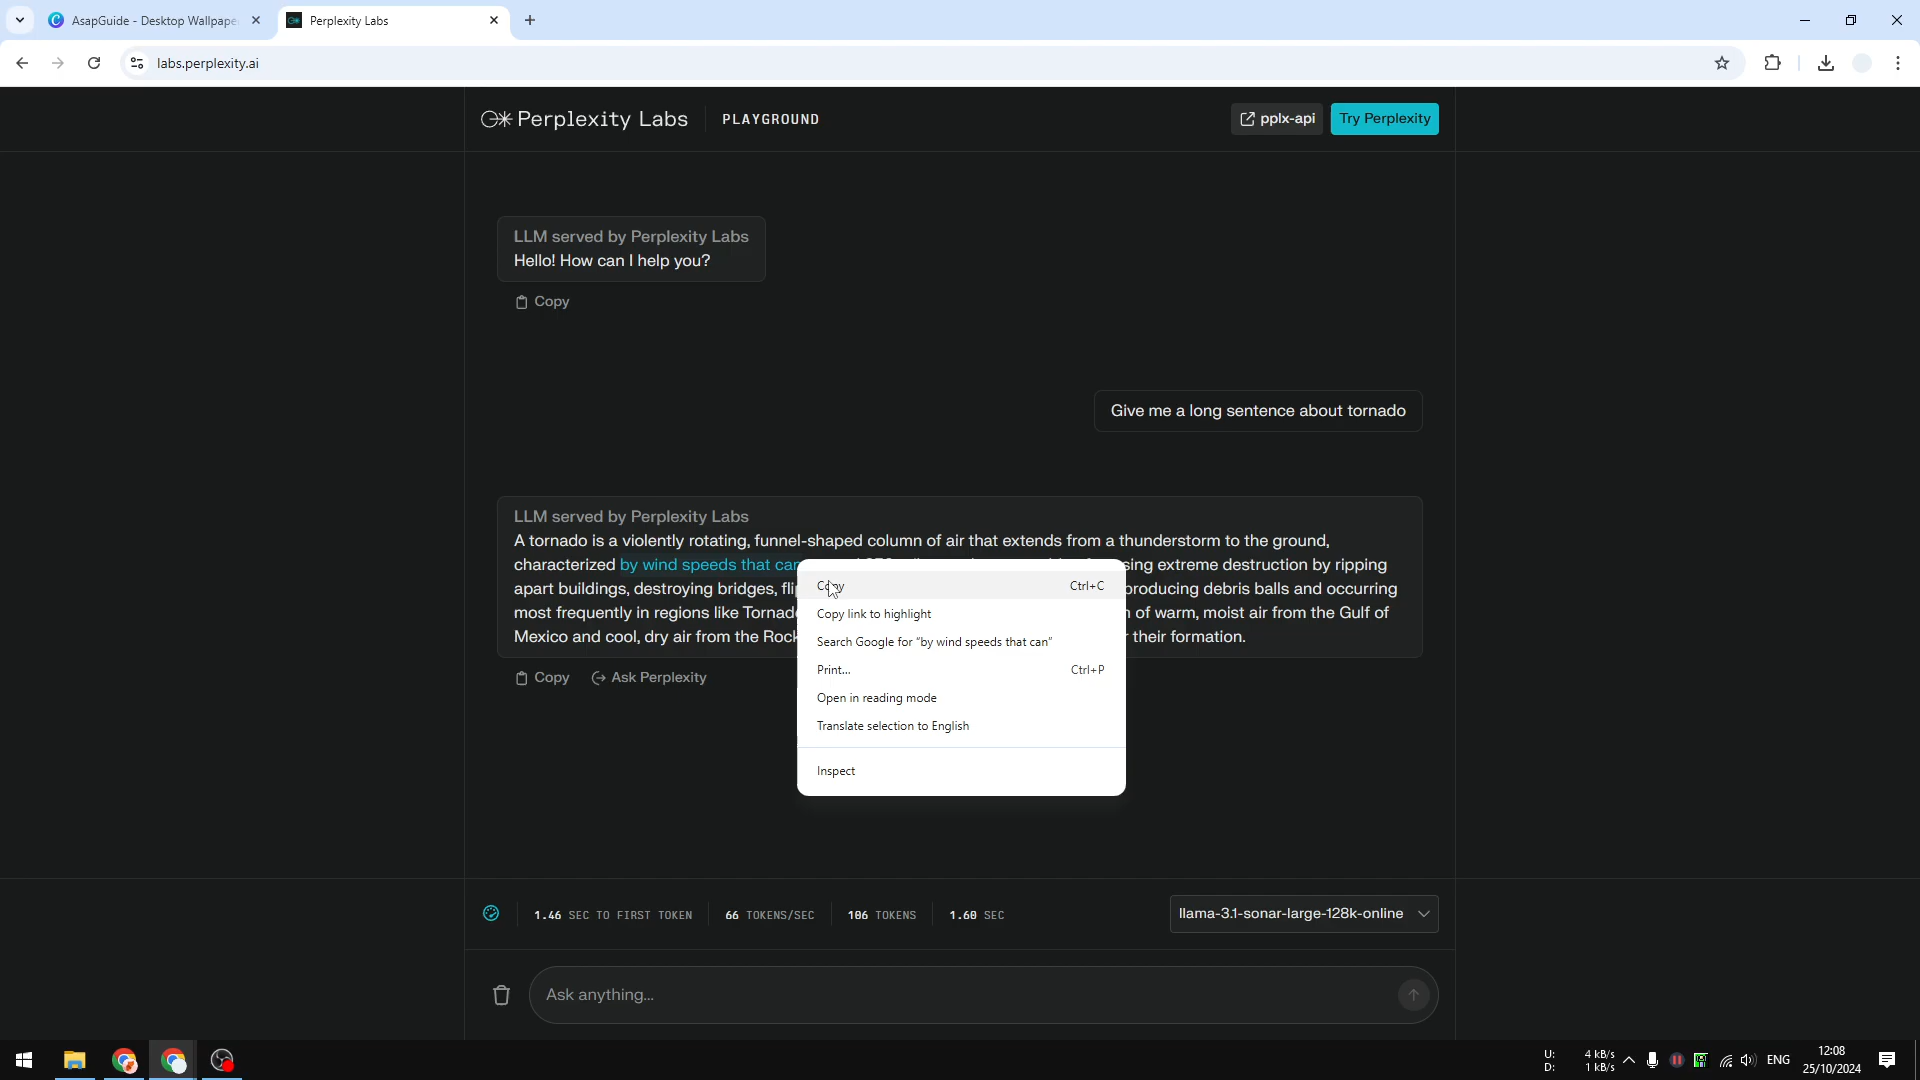 AsapGuide - Desktop Wallpape
Perplexity Labs
labs.perplexity.ai
Perplexity Labs
PLAYGROUND
pplx-api
Try Perplexity
LLM served by Perplexity Labs
Hello! How can I help you?
Copy
Give me a long sentence about tornado
LLM served by Perplexity Labs
A tornado is a violently rotating, funnel-shaped column of air that extends from a thunderstorm to the ground,
characterized by wind speeds that can sing extreme destruction by ripping
apart buildings, destroying bridges, producing debris balls and occurring
most frequently in regions like Tornado of warm, moist air from the Gulf of
Mexico and cool, dry air from the Rock their formation.
Copy Ctrl+C
Copy link to highlight
Search Google for “by wind speeds that can”
Print... Ctrl+P
Open in reading mode
Translate selection to English
Inspect
Copy
Ask Perplexity
1.46 SEC TO FIRST TOKEN
66 TOKENS/SEC
106 TOKENS
1.60 SEC
llama-3.1-sonar-large-128k-online
Ask anything...
U: 4 kB/s
D: 1 kB/s
ENG
12:08
25/10/2024